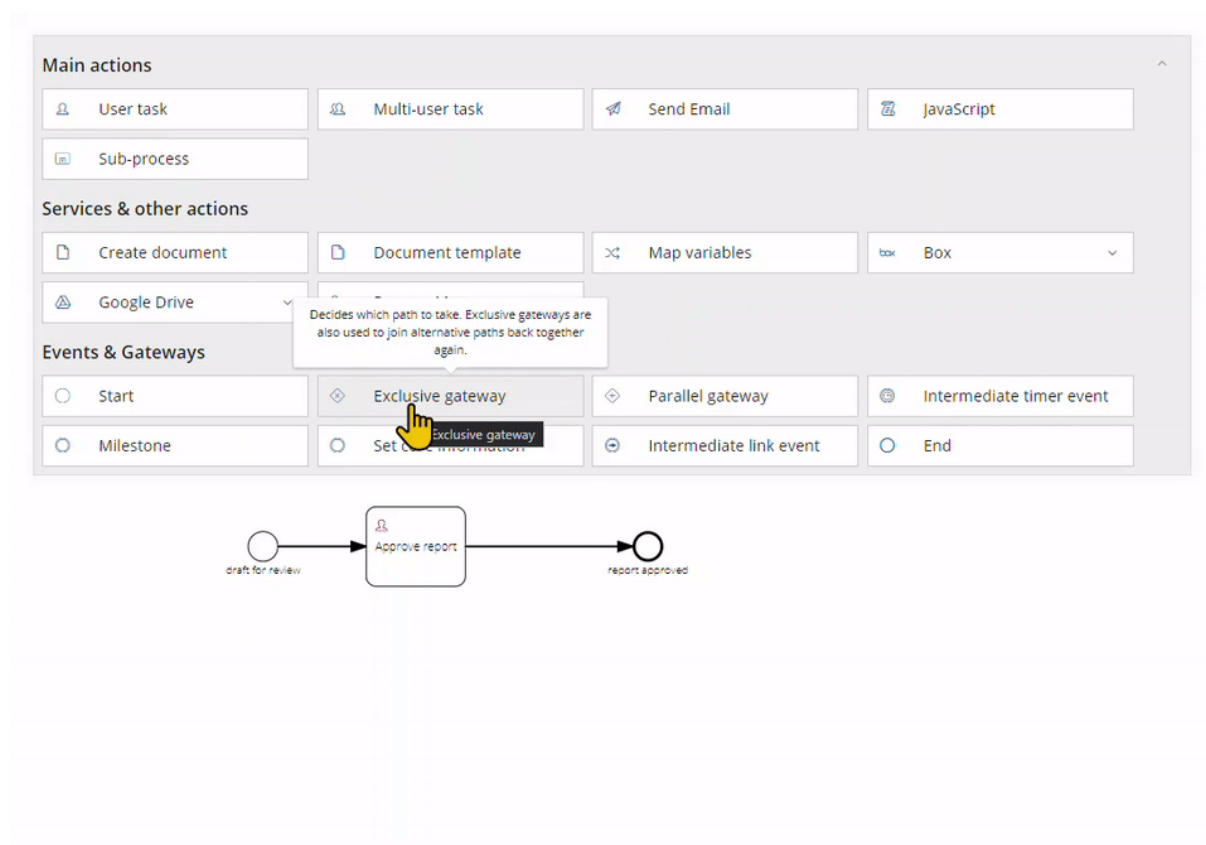 Main actions
User task
Multi-user task
Send Email
JavaScript
Sub-process
Services & other actions
Create document
Document template
Map variables
box
Box
Google Drive
Decides which path to take. Exclusive gateways are
also used to join alternative paths back together
again.
Events & Gateways
Start
Exclusive gateway
Parallel gateway
Intermediate timer event
Exclusive gateway
Milestone
Set information
Intermediate link event
End
Approve report
draft for review
report approved